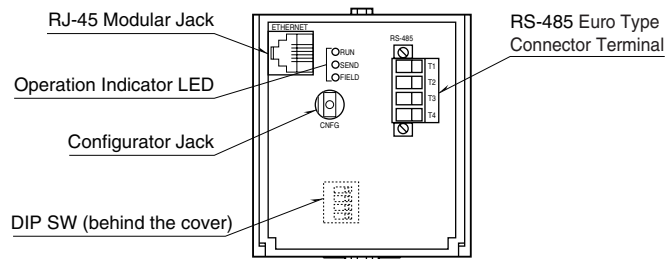 RJ-45 Modular Jack
Operation Indicator LED
Configurator Jack
DIP SW (behind the cover)
ETHERNET
RUN
SEND
FIELD
CNFG
RS-485
T1
T2
T3
T4
RS-485 Euro Type
Connector Terminal